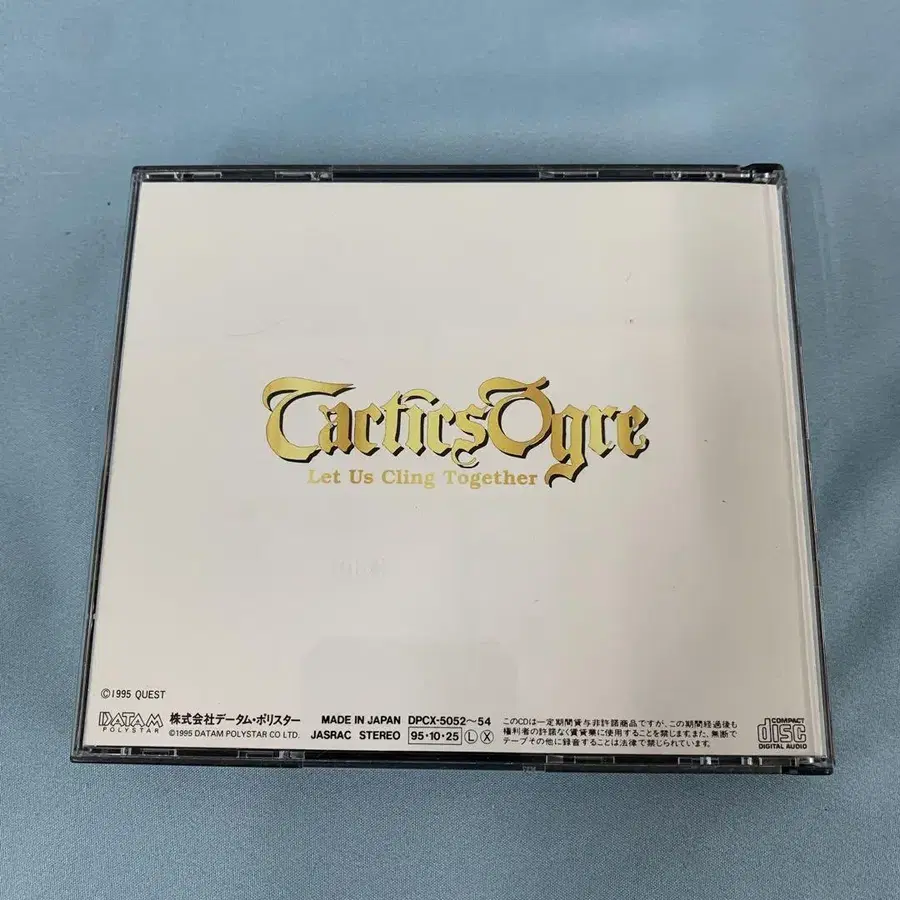 Tactics Ogre
Let Us Cling Together
©1995 QUEST
DATAM POLYSTAR
株式会社データム・ポリスター
©1995 DATAM POLYSTAR CO LTD.
MADE IN JAPAN DPCX-5052〜54
JASRAC STEREO 95・10・25 Ⓛ Ⓧ
このCDは一定期間貸与非許諾商品ですが、この期間経過後も
権利者の許諾なく賃貸業に使用することを禁じます。また、無断で
テープその他に録音することは法律で禁じられています。
COMPACT
disc
DIGITAL AUDIO